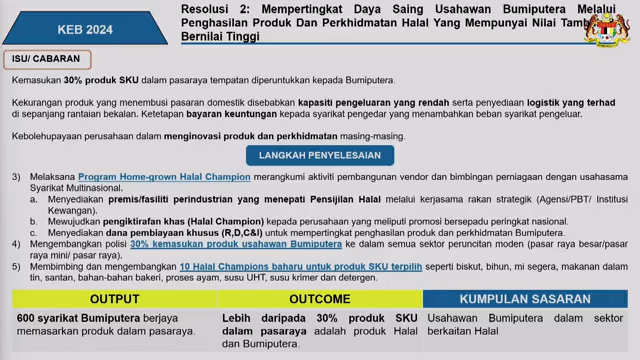 KEB 2024
Resolusi 2: Mempertingkat Daya Saing Usahawan Bumiputera Melalui
Penghasilan Produk Dan Perkhidmatan Halal Yang Mempunyai Nilai
Bernilai Tinggi
ISU/ CABARAN
Kemasukan 30% produk SKU dalam pasaraya tempatan diperuntukkan kepada Bumiputera.
Kekurangan produk yang menembusi pasaran domestik disebabkan kapasiti pengeluaran yang rendah serta penyediaan logistik yang terhad
di sepanjang rantaian bekalan. Ketetapan bayaran keuntungan kepada syarikat pengedar yang menambahkan beban syarikat pengeluar.
Kebolehupayaan perusahaan dalam menginovasi produk dan perkhidmatan masing-masing.
LANGKAH PENYELESAIAN
3) Melaksana Program Home-grown Halal Champion merangkumi aktiviti pembangunan vendor dan bimbingan perniagaan dengan usahasama
Syarikat Multinasional.
a. Menyediakan premis/fasiliti perindustrian yang menepati Pensijilan Halal melalui kerjasama rakan strategik (Agensi/PBT/ Institusi
Kewangan).
b. Mewujudkan pengiktirafan khas (Halal Champion) kepada perusahaan yang meliputi promosi bersepadu peringkat nasional.
c. Menyediakan dana pembiayaan khusus (R,D,C&I) untuk mempertingkat penghasilan produk dan perkhidmatan Bumiputera.
4) Mengembangkan polisi 30% kemasukan produk usahawan Bumiputera ke dalam semua sektor peruncitan moden (pasar raya besar/pasar
raya mini/ pasar raya).
5) Membimbing dan mengembangkan 10 Halal Champions baharu untuk produk SKU terpilih seperti biskut, bihun, mi segera, makanan dalam
tin, santan, bahan-bahan bakeri, proses ayam, susu UHT, susu krimer dan detergen.
OUTPUT
OUTCOME
KUMPULAN SASARAN
600 syarikat Bumiputera berjaya
memasarkan produk dalam pasaraya.
Lebih daripada 30% produk SKU
dalam pasaraya adalah produk Halal
dan Bumiputera.
Usahawan Bumiputera dalam sektor
berkaitan Halal